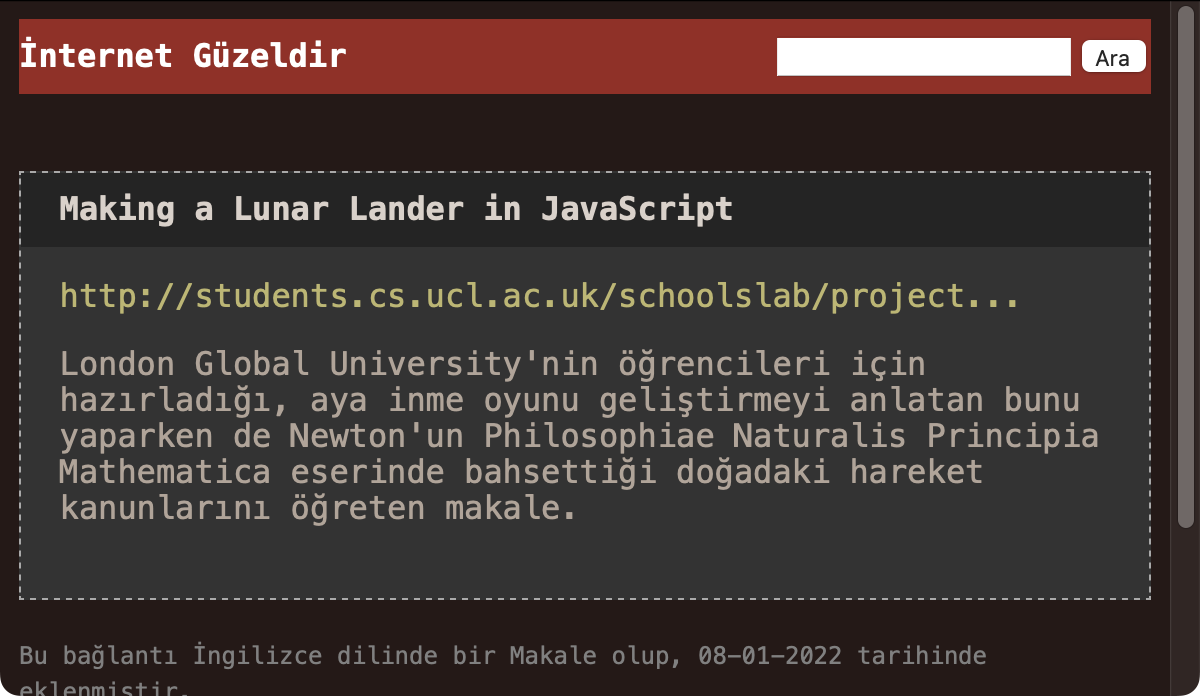 İnternet Güzeldir
Ara
Making a Lunar Lander in JavaScript
http://students.cs.ucl.ac.uk/schoolslab/project...
London Global University'nin öğrencileri için
hazırladığı, aya inme oyunu geliştirmeyi anlatan bunu
yaparken de Newton'un Philosophiae Naturalis Principia
Mathematica eserinde bahsettiği doğadaki hareket
kanunlarını öğreten makale.
Bu bağlantı İngilizce dilinde bir Makale olup, 08-01-2022 tarihinde
eklenmiştir.